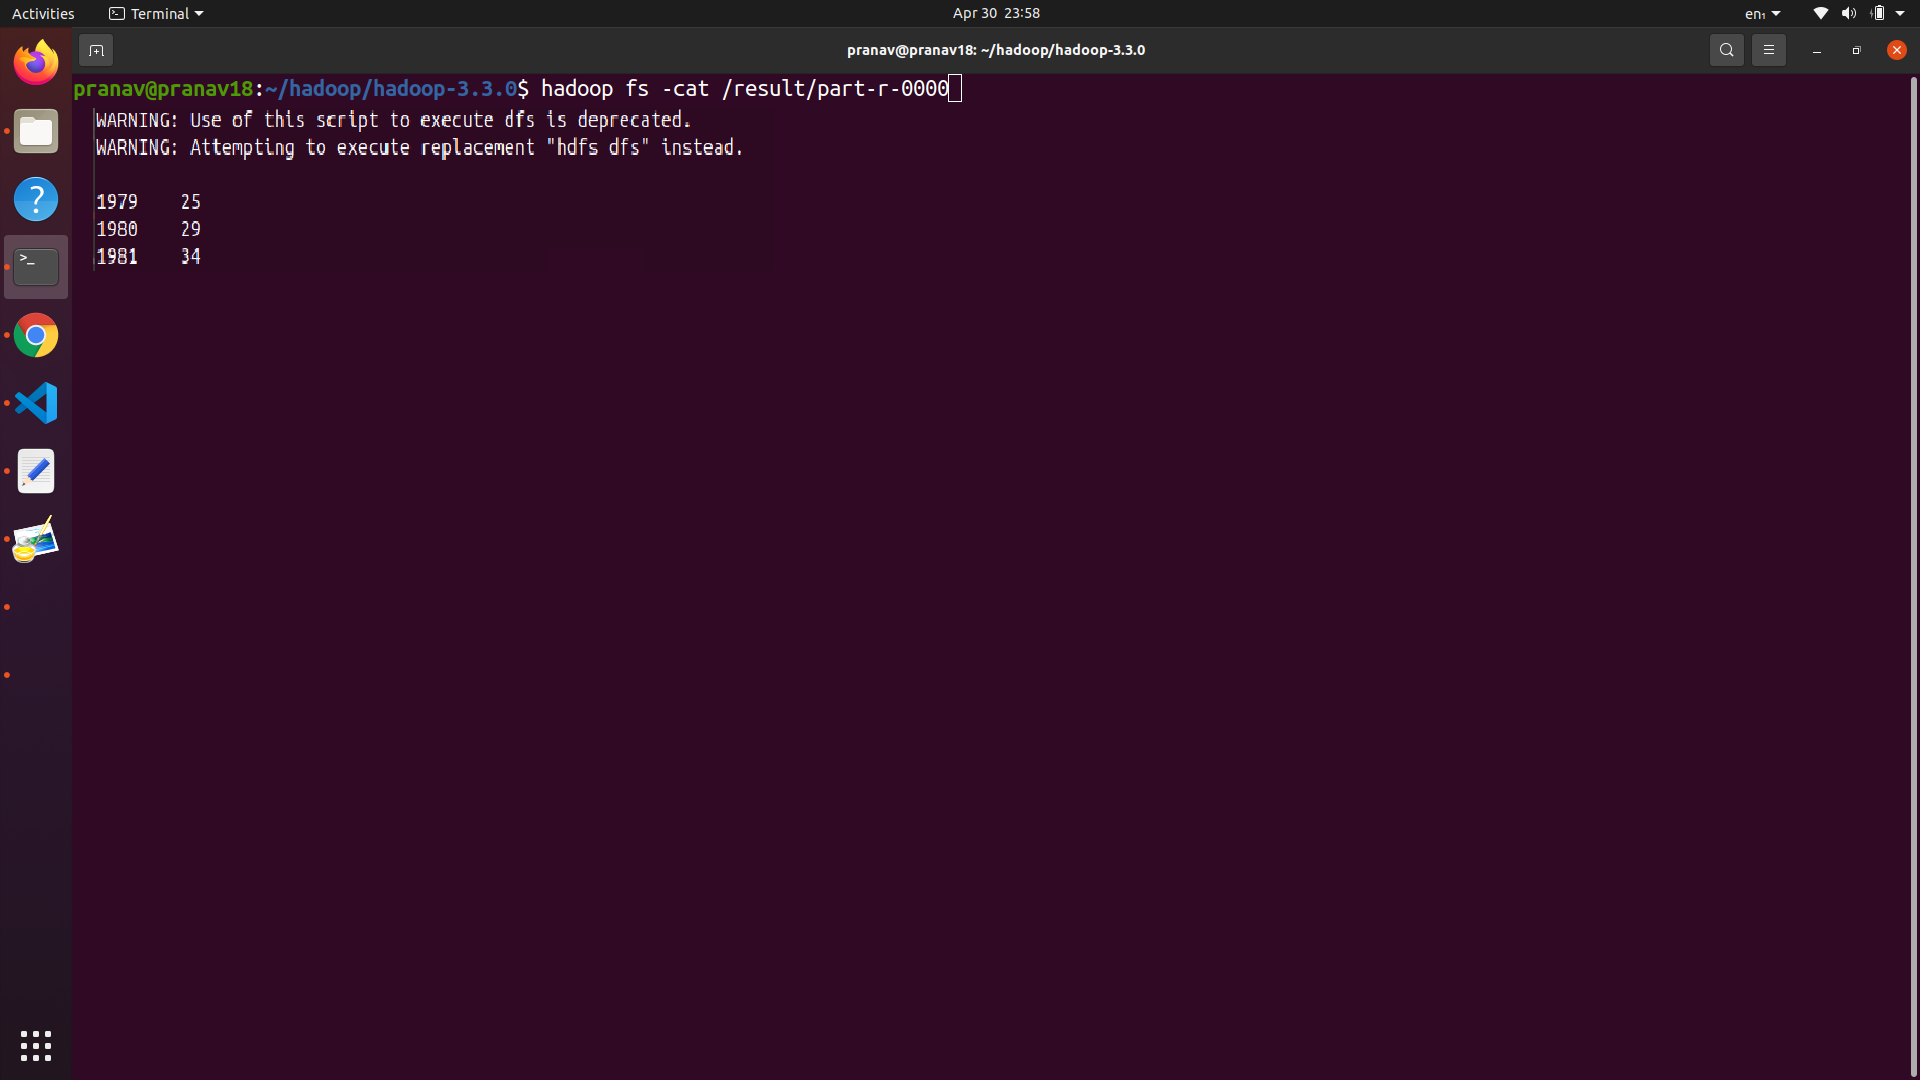 Activities Terminal Apr 30 23:58 en₁
pranav@pranav18: ~/hadoop/hadoop-3.3.0
pranav@pranav18:~/hadoop/hadoop-3.3.0$ hadoop fs -cat /result/part-r-0000
WARNING: Use of this script to execute dfs is deprecated.
WARNING: Attempting to execute replacement "hdfs dfs" instead.
1979 25
1980 29
1981 34